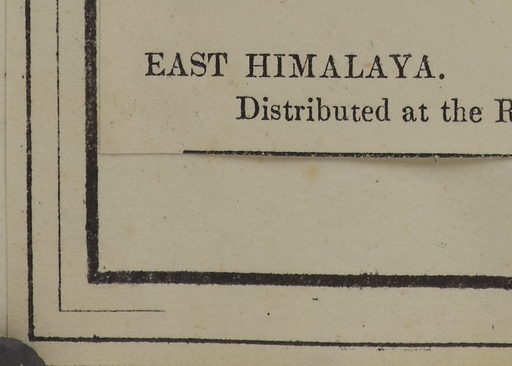 EAST HIMALAYA.
Distributed at the